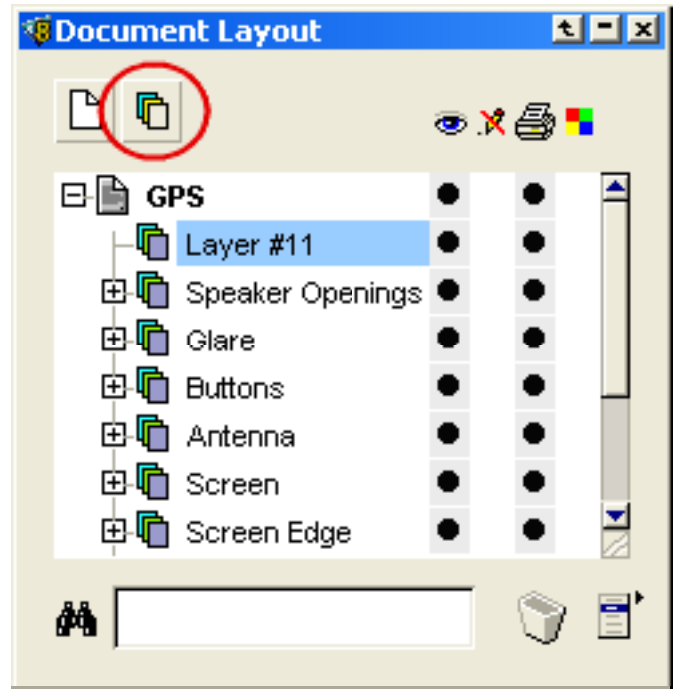 Document Layout
GPS
Layer #11
Speaker Openings
Glare
Buttons
Antenna
Screen
Screen Edge